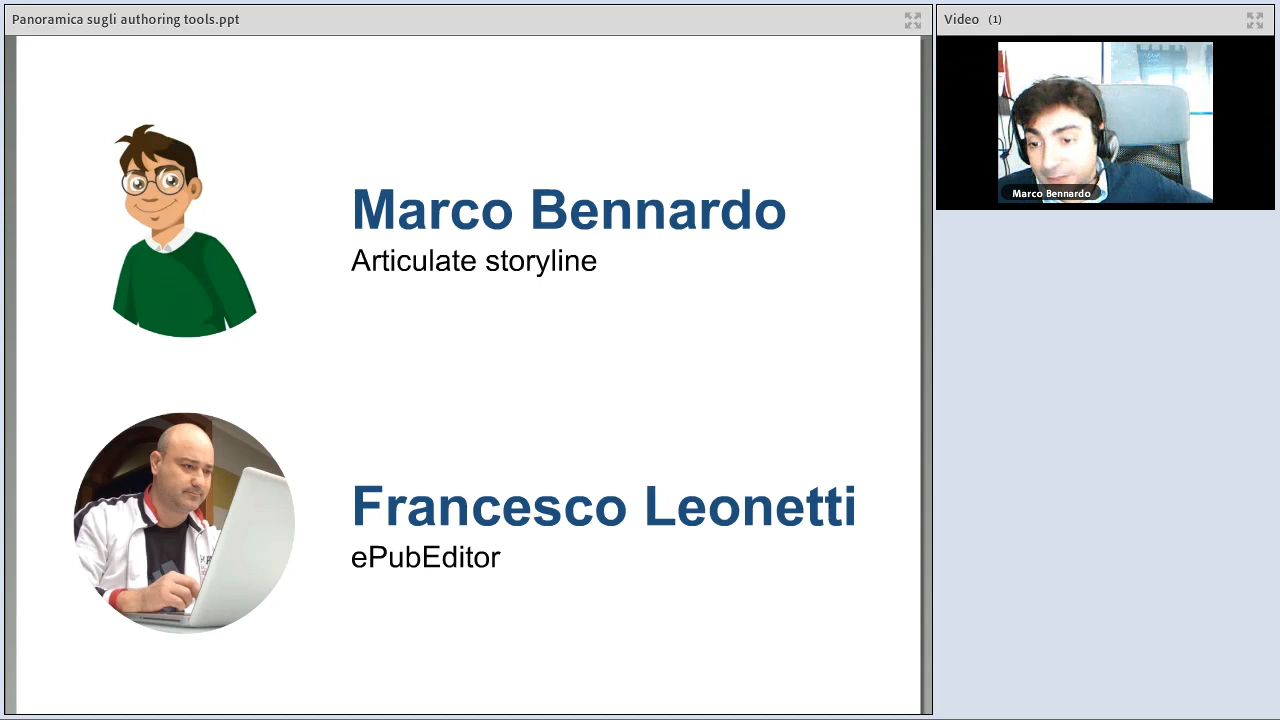 Panoramica sugli authoring tools.ppt
Video (1)
Marco Bennardo
Marco Bennardo
Articulate storyline
Francesco Leonetti
ePubEditor